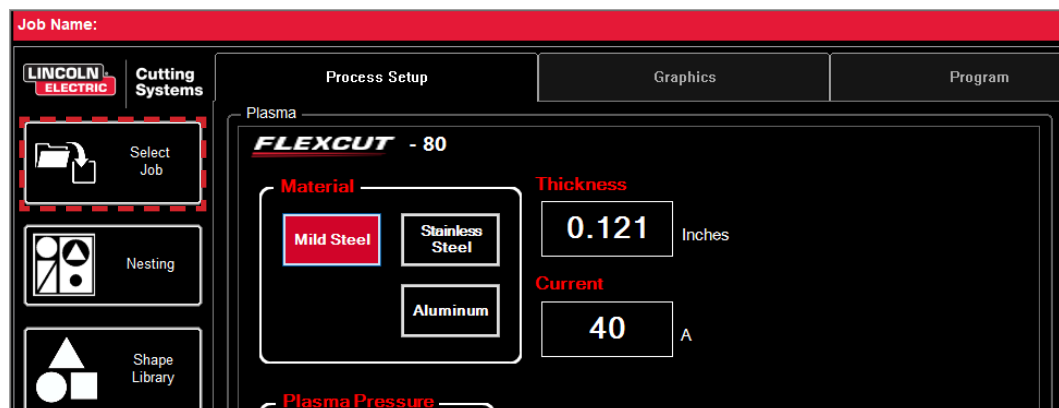 Job Name:
LINCOLN
ELECTRIC
Cutting
Systems
Process Setup
Graphics
Program
Select
Job
Nesting
Shape
Library
Plasma
FLEXCUT - 80
Material
Mild Steel
Stainless
Steel
Aluminum
Thickness
0.121 Inches
Current
40 A
Plasma Pressure